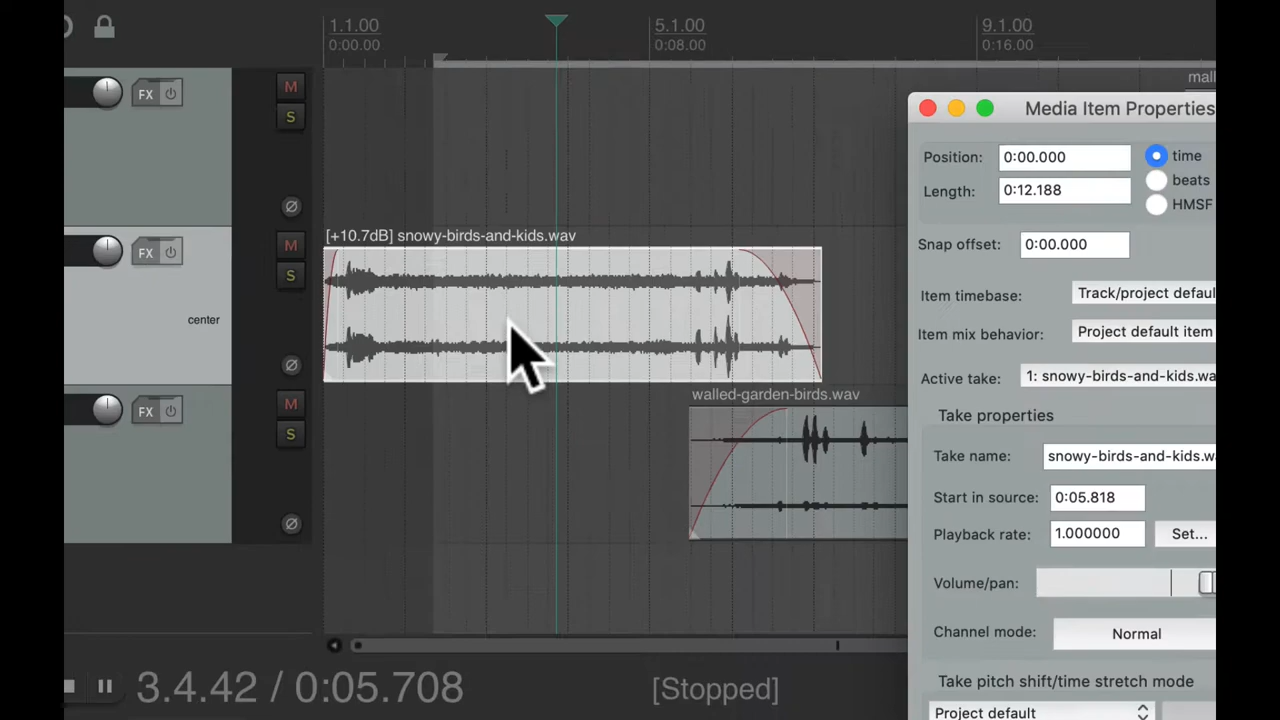 1.1.00
0:00.00
5.1.00
0:08.00
9.1.00
0:16.00
mall
FX
M
S
Ø
Media Item Properties
Position:
0:00.000
time
Length:
0:12.188
beats
HMSF
[+10.7dB] snowy-birds-and-kids.wav
FX
M
S
center
Ø
Snap offset:
0:00.000
Item timebase:
Track/project defaul
Item mix behavior:
Project default item
Active take:
1: snowy-birds-and-kids.wa
walled-garden-birds.wav
FX
M
S
Ø
Take properties
Take name:
snowy-birds-and-kids.wa
Start in source:
0:05.818
Playback rate:
1.000000
Set...
Volume/pan:
Channel mode:
Normal
Take pitch shift/time stretch mode
Project default
3.4.42 / 0:05.708
[Stopped]